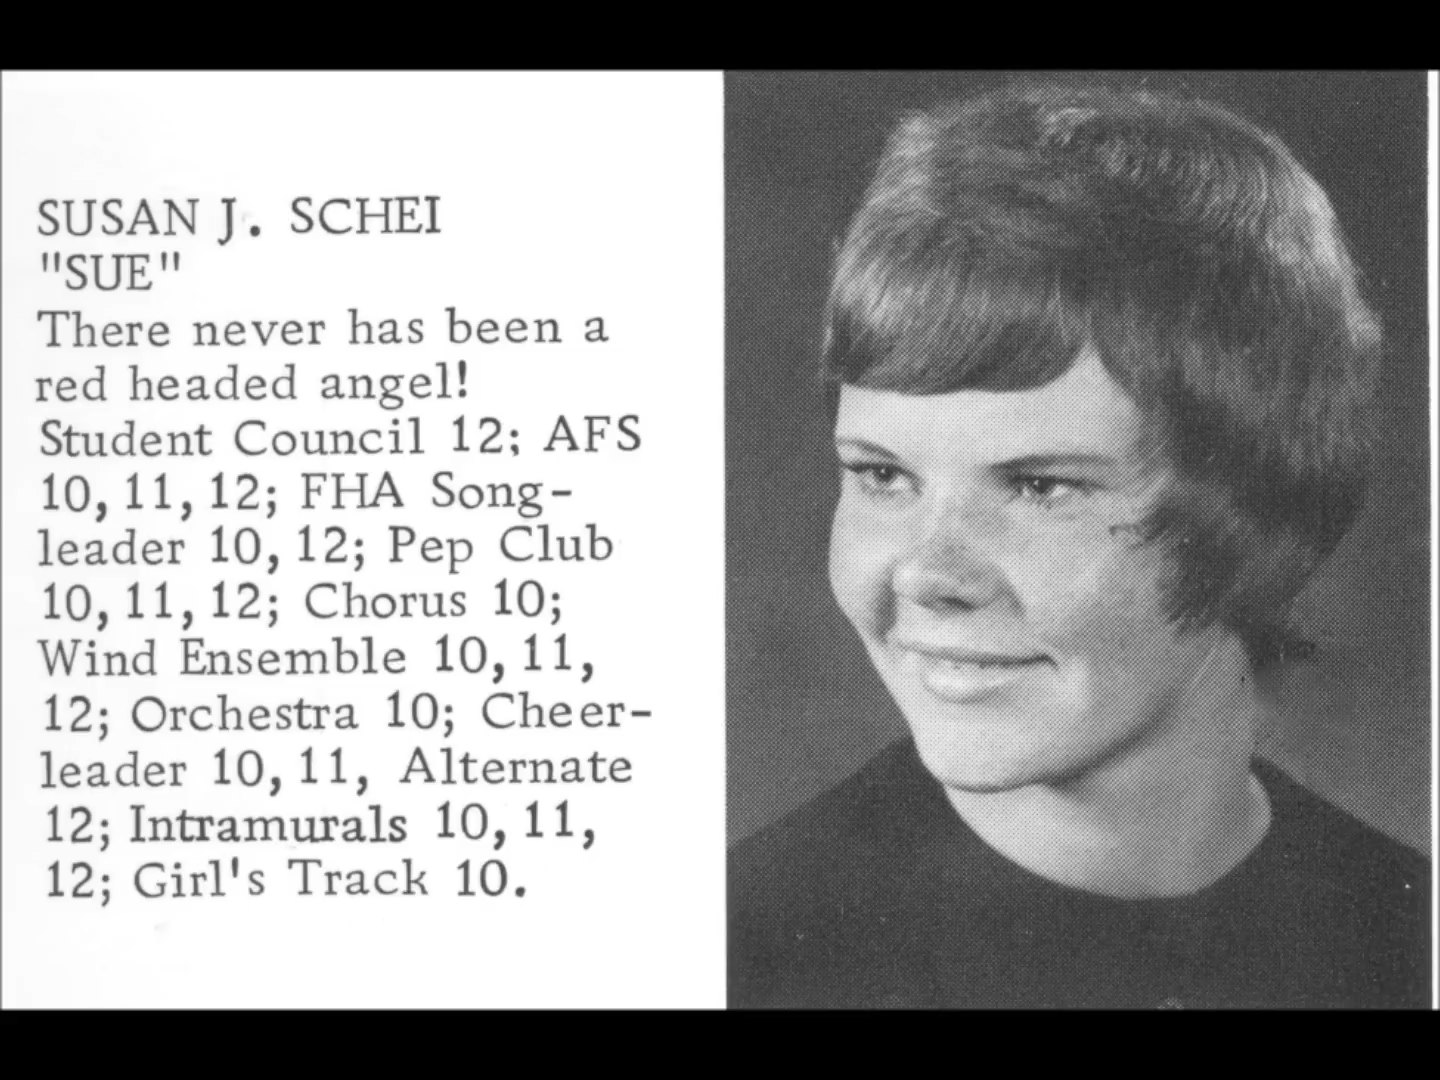 SUSAN J. SCHEI
"SUE"
There never has been a
red headed angel!
Student Council 12; AFS
10, 11, 12; FHA Song-
leader 10, 12; Pep Club
10, 11, 12; Chorus 10;
Wind Ensemble 10, 11,
12; Orchestra 10; Cheer-
leader 10, 11, Alternate
12; Intramurals 10, 11,
12; Girl's Track 10.